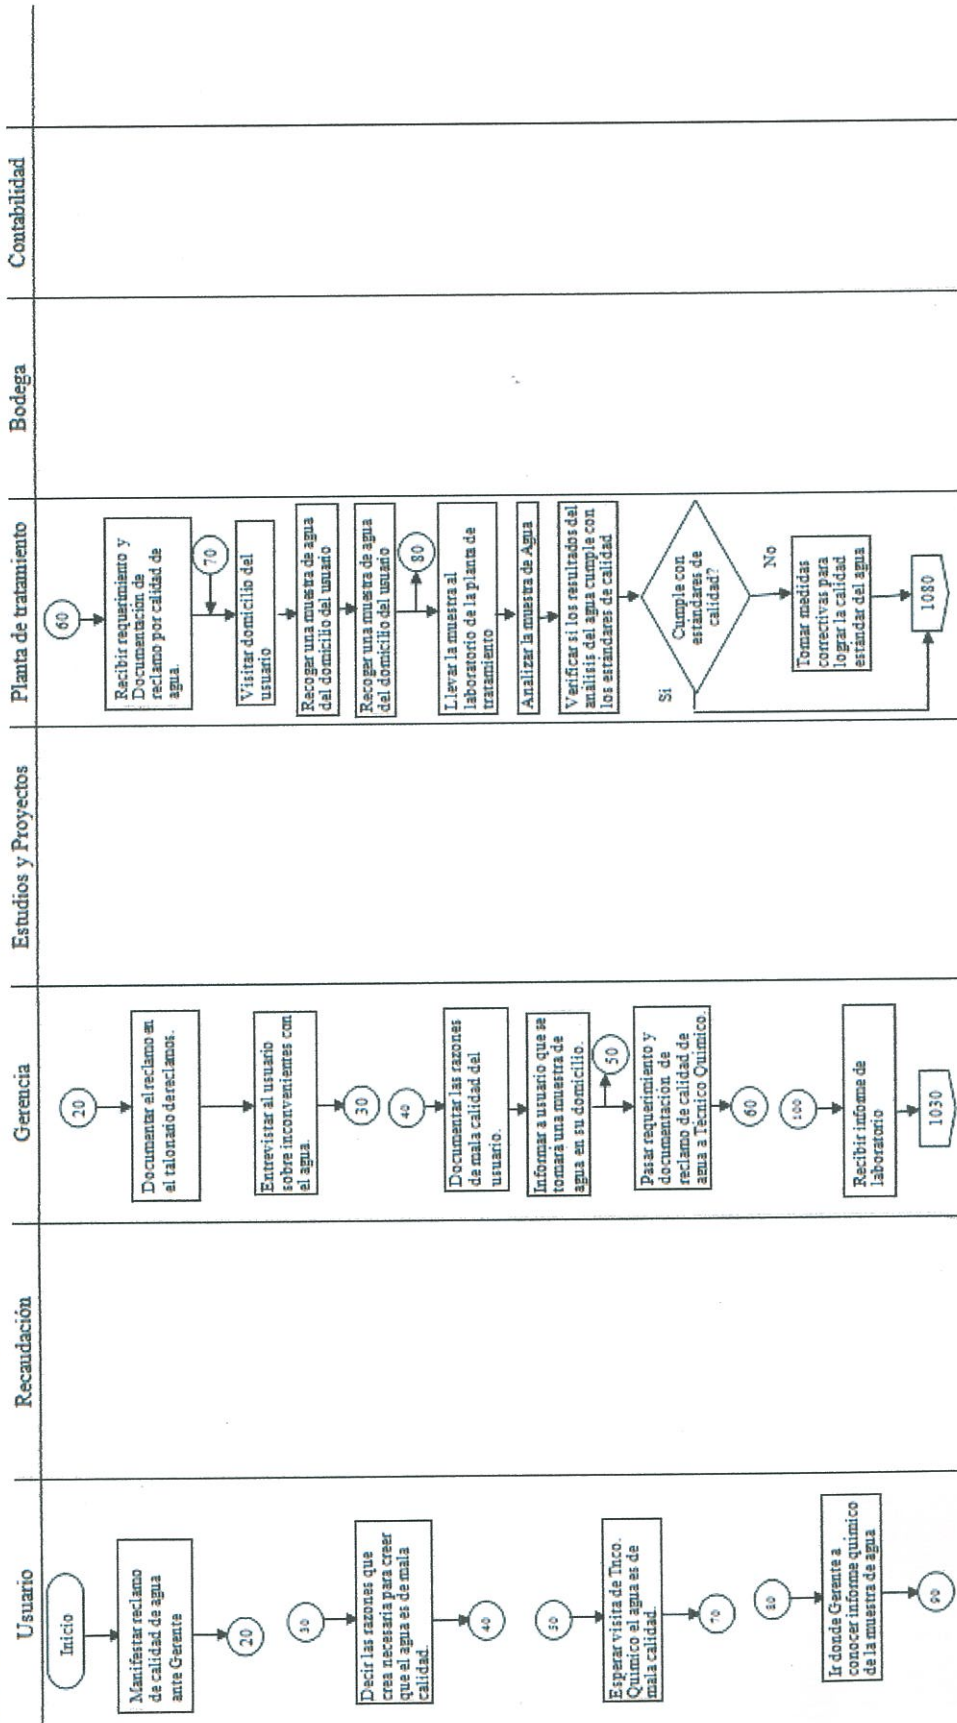 Usuario
Recaudación
Gerencia
Estudios y Proyectos
Planta de tratamiento
Bodega
Contabilidad
Inicio
Manifestar reclamo
de calidad de agua
ante Gerente
20
30
Decir las razones que
crea necesaria para creer
que el agua es de mala
calidad.
40
50
Esperar visita de Tnco.
Quimico el agua es de
mala calidad.
70
80
Ir donde Gerente a
conocer informe quimico
de la muestra de agua
90
20
Documentar el reclamo en
el talonario de reclamos.
Entrevistar al usuario
sobre inconvenientes con
el agua.
30
40
Documentar las razones
de mala calidad del
usuario.
Informar a usuario que se
tomará una muestra de
agua en su domicilio.
50
Pasar requerimiento y
documentación de
reclamo de calidad de
agua a Técnico Quimico.
60
100
Recibir informe de
laboratorio
1030
60
Recibir requerimiento y
Documentación de
reclamo por calidad de
agua.
70
Visitar domicilio del
usuario
Recoger una muestra de agua
del domicilio del usuario
Recoger una muestra de agua
del domicilio del usuario
80
Llevar la muestra al
laboratorio de la planta de
tratamiento
Analizar la muestra de Agua
Verificar si los resultados del
análisis del agua cumple con
los estándares de calidad
Cumple con
estándares de
calidad?
Si
No
Tomar medidas
correctivas para
lograr la calidad
estándar del agua
1080